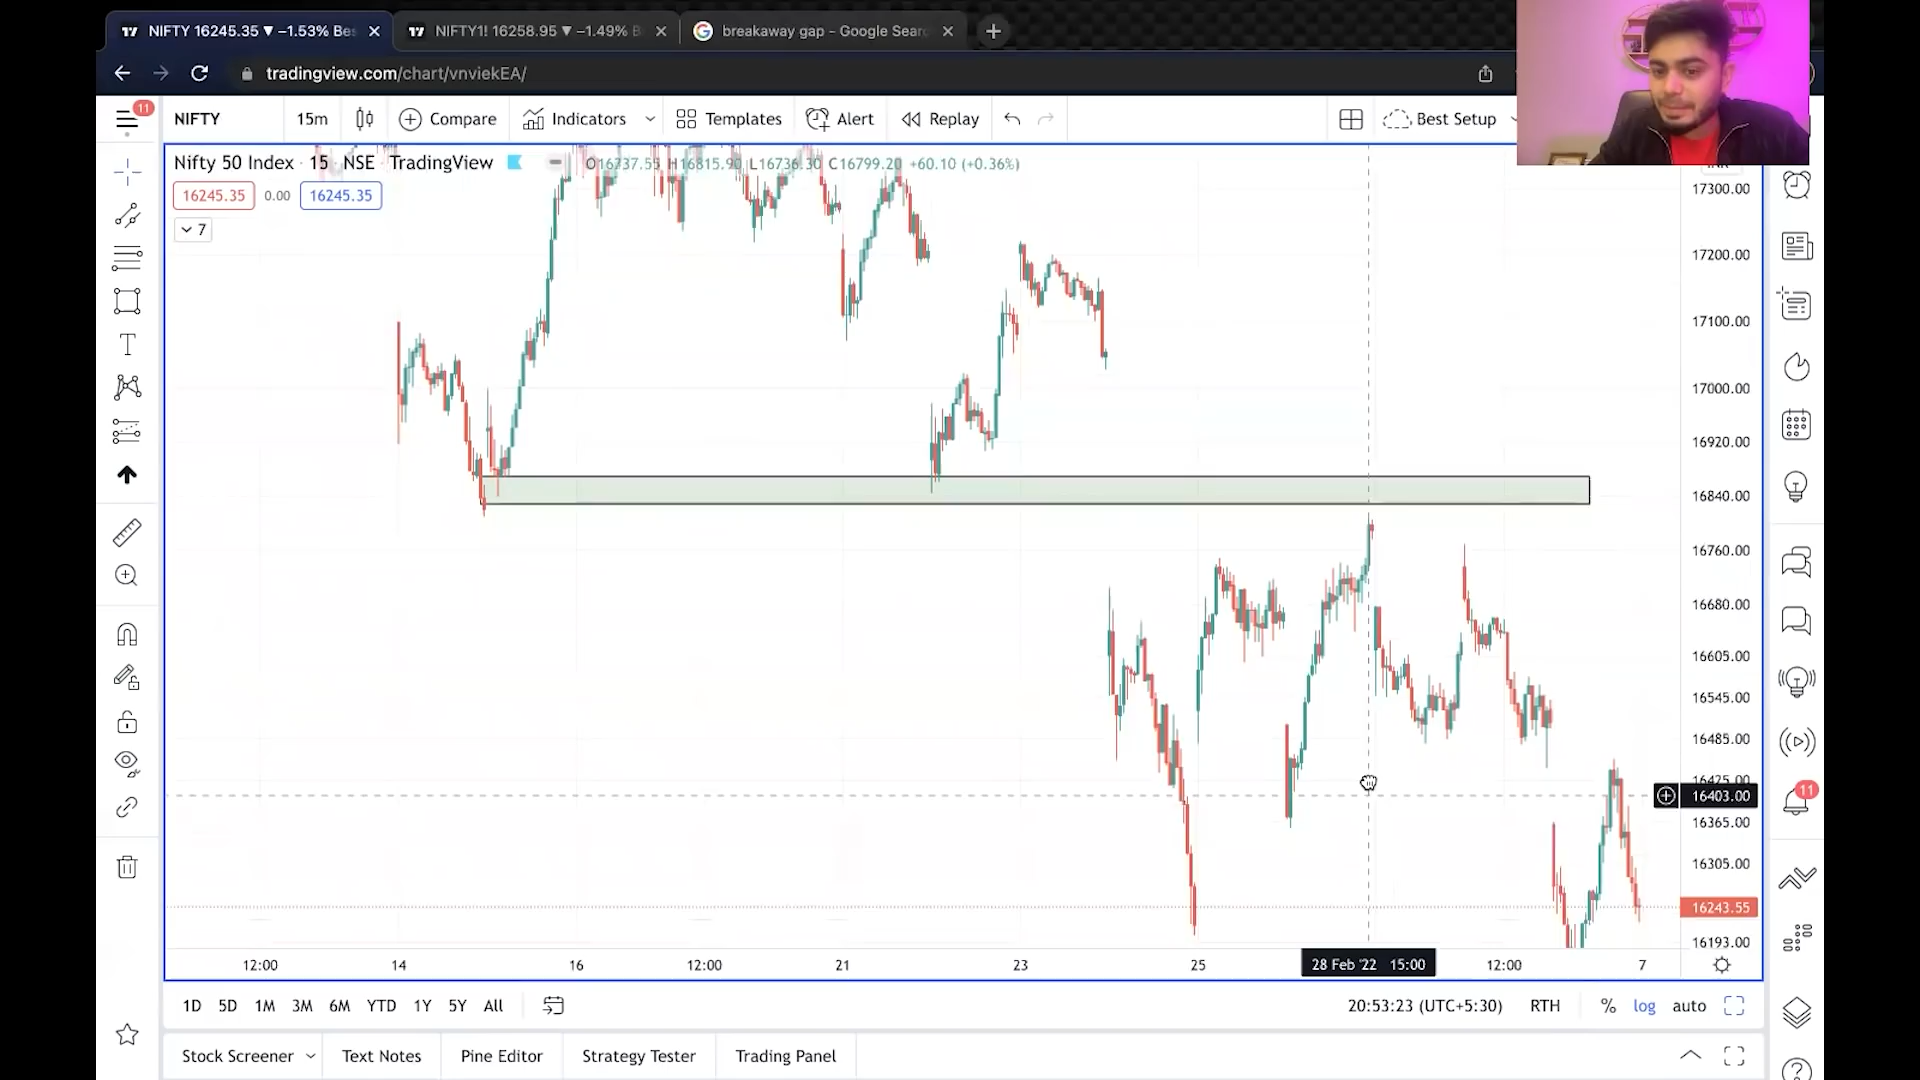 NIFTY 16245.35 ▼ −1.53% Be
NIFTY1! 16258.95 ▼ −1.49% B
breakaway gap - Google Sear
tradingview.com/chart/vnviekEA/
11
NIFTY
15m
Compare
Indicators
Templates
Alert
Replay
Best Setup
Nifty 50 Index · 15 · NSE TradingView
O16737.55 H16815.90 L16736.30 C16799.20 +60.10 (+0.36%)
16245.35 0.00 16245.35
7
17300.00
17200.00
17100.00
17000.00
16920.00
16840.00
16760.00
16680.00
16605.00
16545.00
16485.00
16425.00
16403.00
11
16365.00
16305.00
16243.55
16193.00
12:00 14 16 12:00 21 23 25 28 Feb '22 15:00 12:00 7
1D 5D 1M 3M 6M YTD 1Y 5Y All
20:53:23 (UTC+5:30) RTH % log auto
Stock Screener Text Notes Pine Editor Strategy Tester Trading Panel